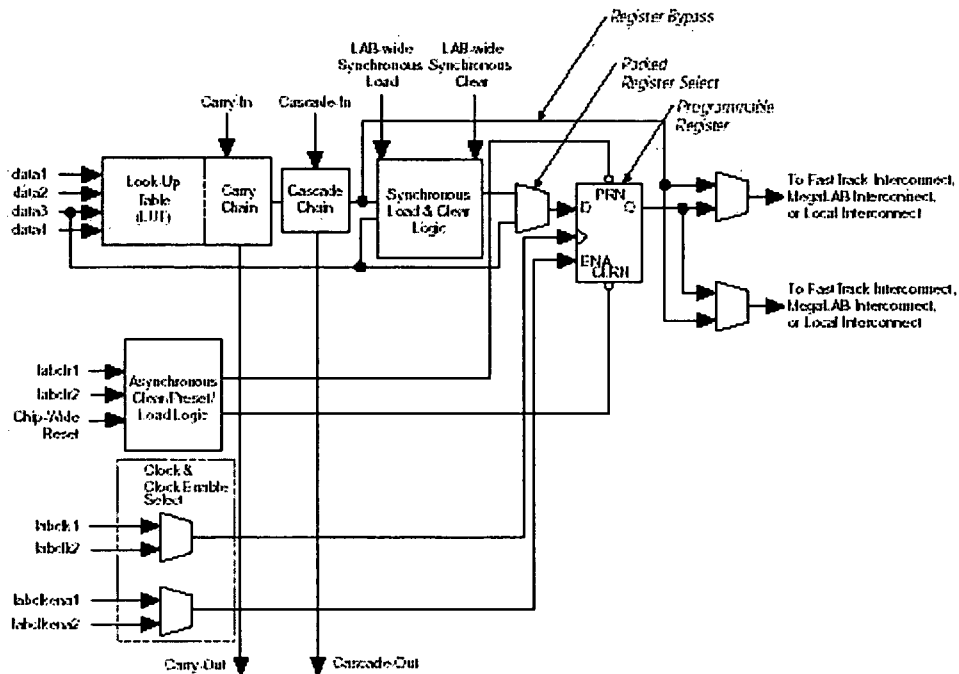 Register Bypass
LAB-wide
Synchronous
Load
LAB-wide
Synchronous
Clear
Packed
Register Select
Programmable
Register
Carry-In
Cascade-In
data1
data2
data3
data4
Look-Up
Table
(LUT)
Carry
Chain
Cascade
Chain
Synchronous
Load & Clear
Logic
PRN
D
Q
ENA
CLRN
To FastTrack Interconnect,
MegaLAB Interconnect,
or Local Interconnect
To FastTrack Interconnect,
MegaLAB Interconnect,
or Local Interconnect
labclr1
labclr2
Chip-Wide
Reset
Asynchronous
Clear/Preset/
Load Logic
Clock &
Clock Enable
Select
labclk1
labclk2
labclkena1
labclkena2
Carry-Out
Cascade-Out